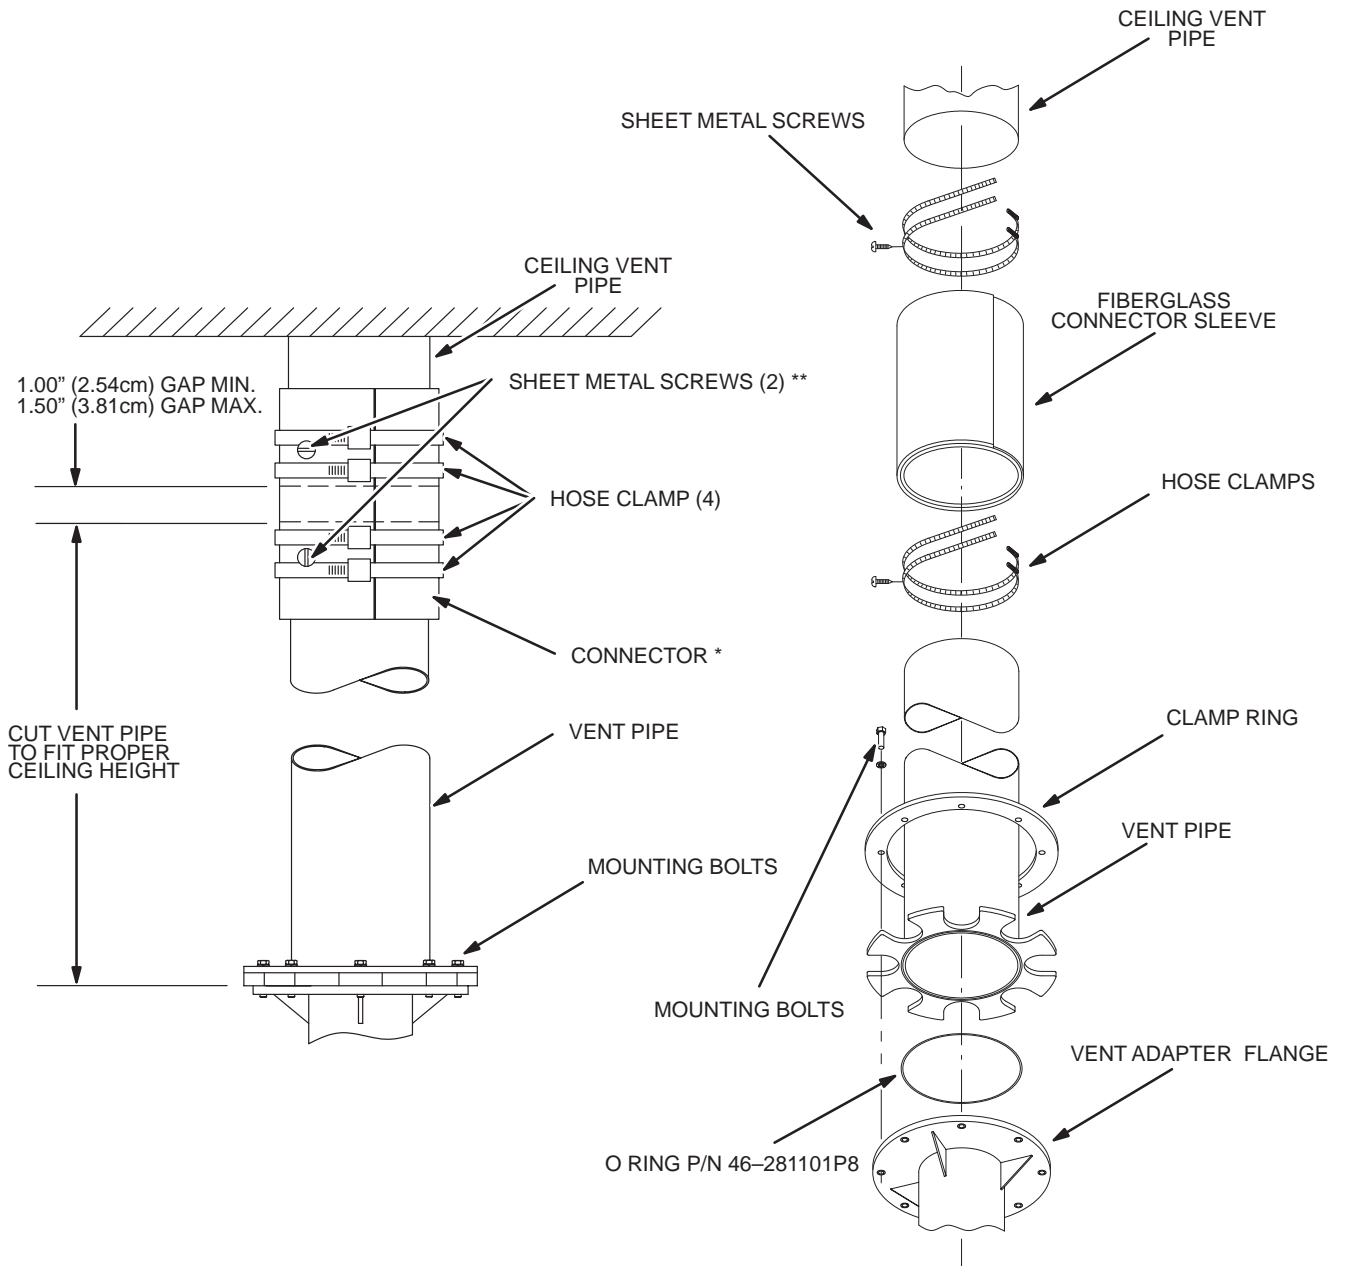 CEILING VENT
PIPE
SHEET METAL SCREWS
CEILING VENT
PIPE
FIBERGLASS
CONNECTOR SLEEVE
1.00” (2.54cm) GAP MIN.
1.50” (3.81cm) GAP MAX.
SHEET METAL SCREWS (2) **
HOSE CLAMP (4)
HOSE CLAMPS
CONNECTOR *
CLAMP RING
CUT VENT PIPE
TO FIT PROPER
CEILING HEIGHT
VENT PIPE
VENT PIPE
MOUNTING BOLTS
MOUNTING BOLTS
VENT ADAPTER FLANGE
O RING P/N 46–281101P8